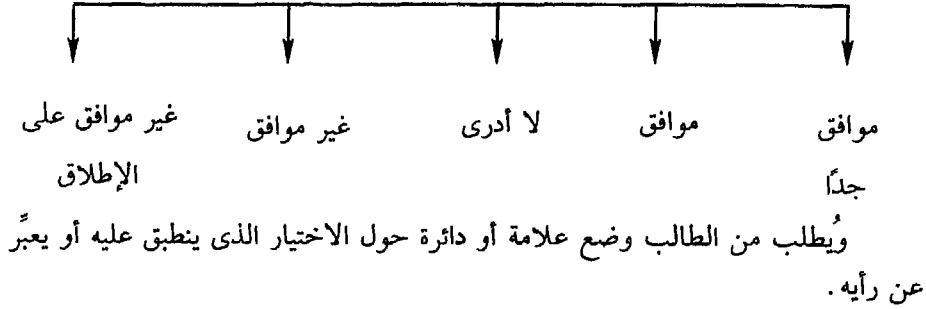 موافق موافق لا أدرى غير موافق غير موافق على
جدًا الإطلاق
ويُطلب من الطالب وضع علامة أو دائرة حول الاختيار الذى ينطبق عليه أو يعبِّر
عن رأيه .